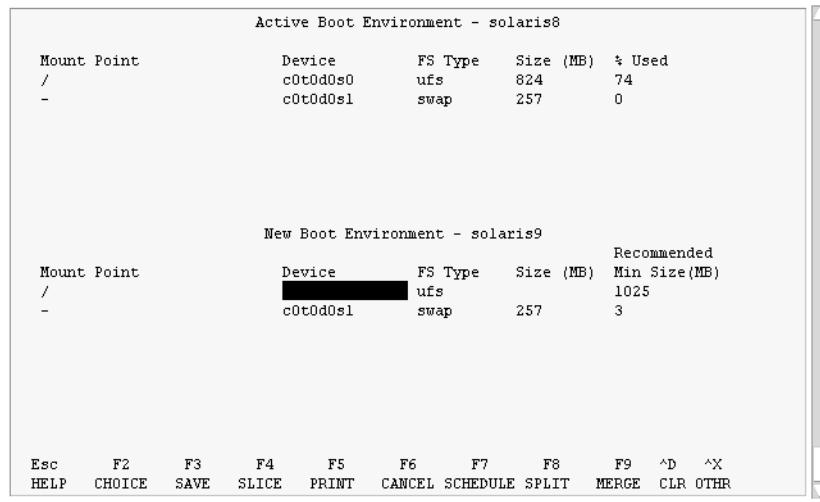 Active Boot Environment - solaris8
Mount Point Device FS Type Size (MB) % Used
/ c0t0d0s0 ufs 824 74
- c0t0d0s1 swap 257 0
New Boot Environment - solaris9
Recommended
Mount Point Device FS Type Size (MB) Min Size(MB)
/ ufs 1025
- c0t0d0s1 swap 257 3
Esc F2 F3 F4 F5 F6 F7 F8 F9 ^D ^X
HELP CHOICE SAVE SLICE PRINT CANCEL SCHEDULE SPLIT MERGE CLR OTHR